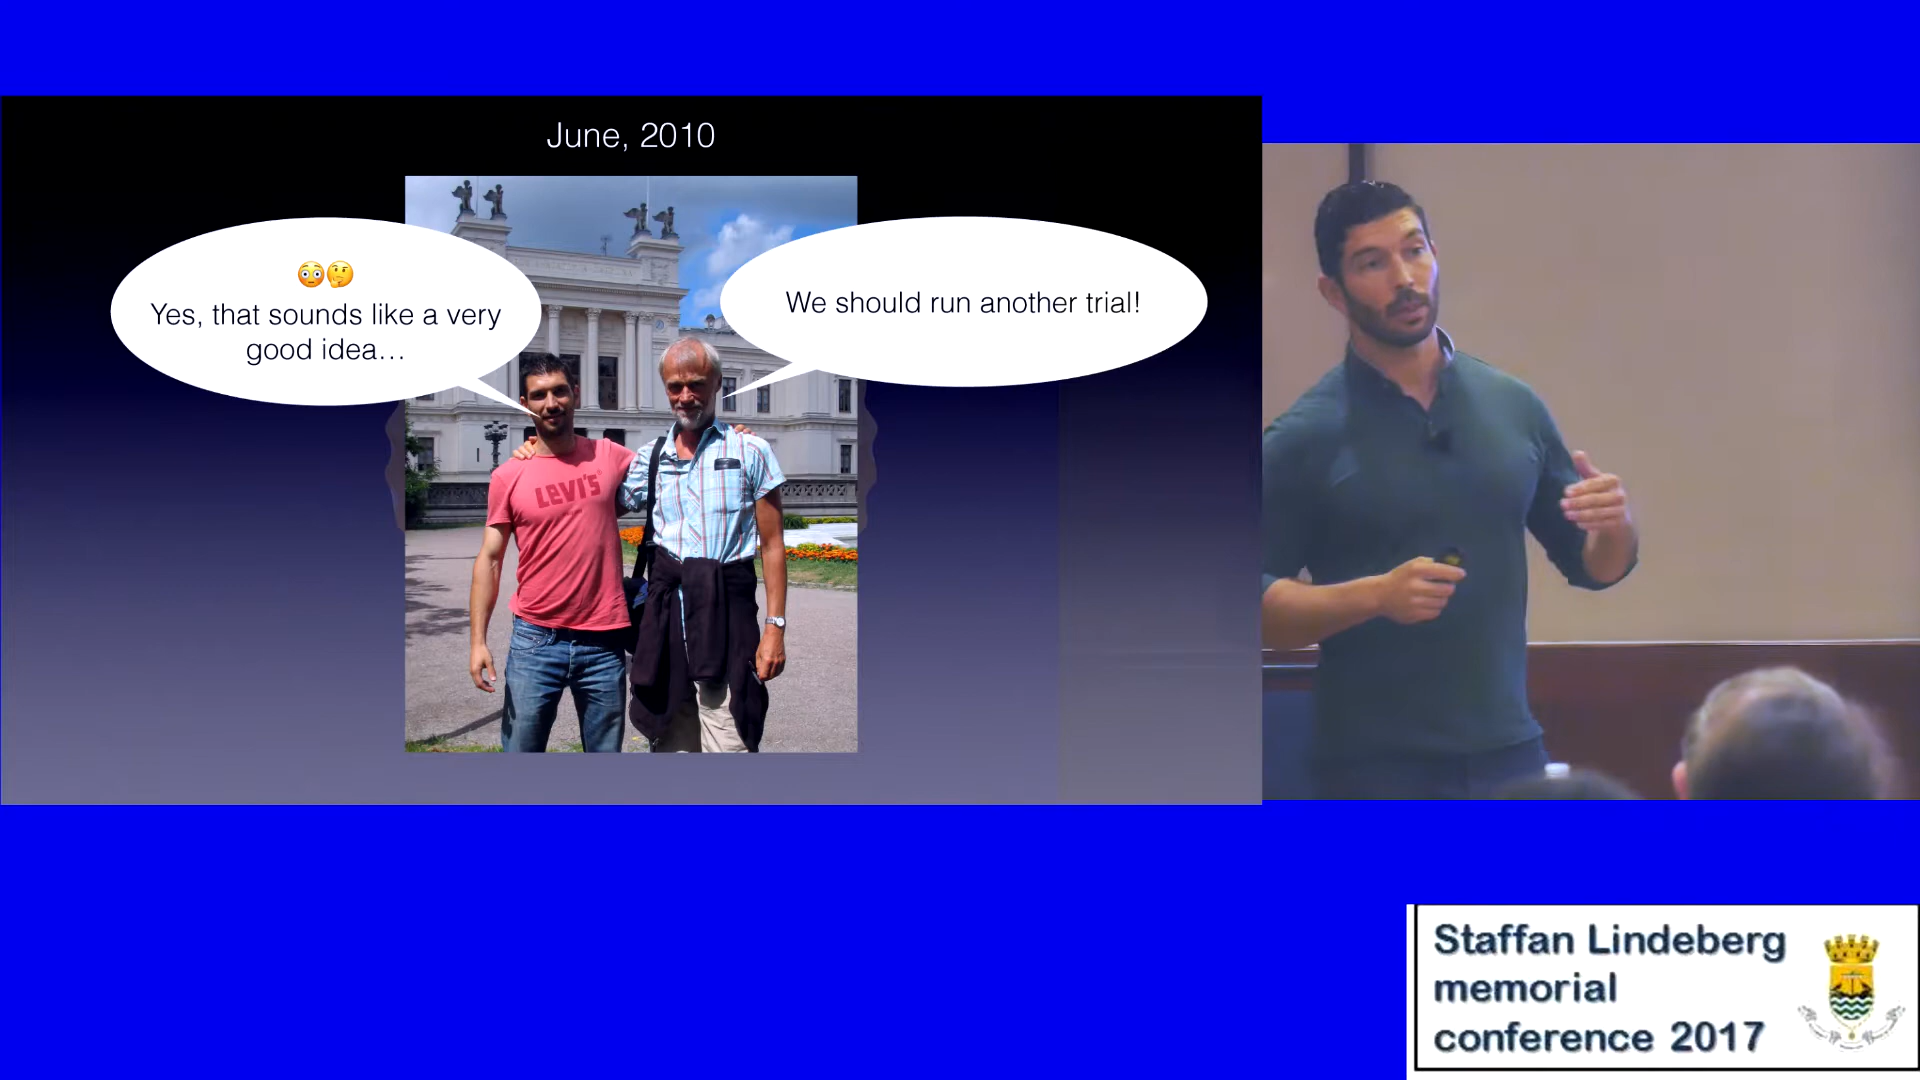 June, 2010
😳🤔
Yes, that sounds like a very
good idea…
We should run another trial!
LEVI'S
Staffan Lindeberg
memorial
conference 2017